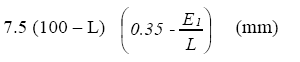 7.5 (100 – L) (0.35 - E1/L) (mm)